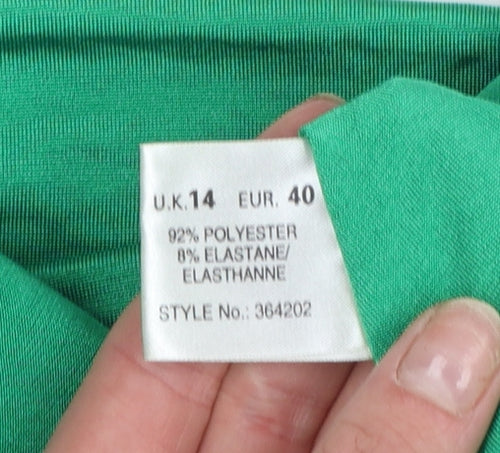 U.K.14 EUR. 40
92% POLYESTER
8% ELASTANE/
ELASTHANNE
STYLE No.: 364202